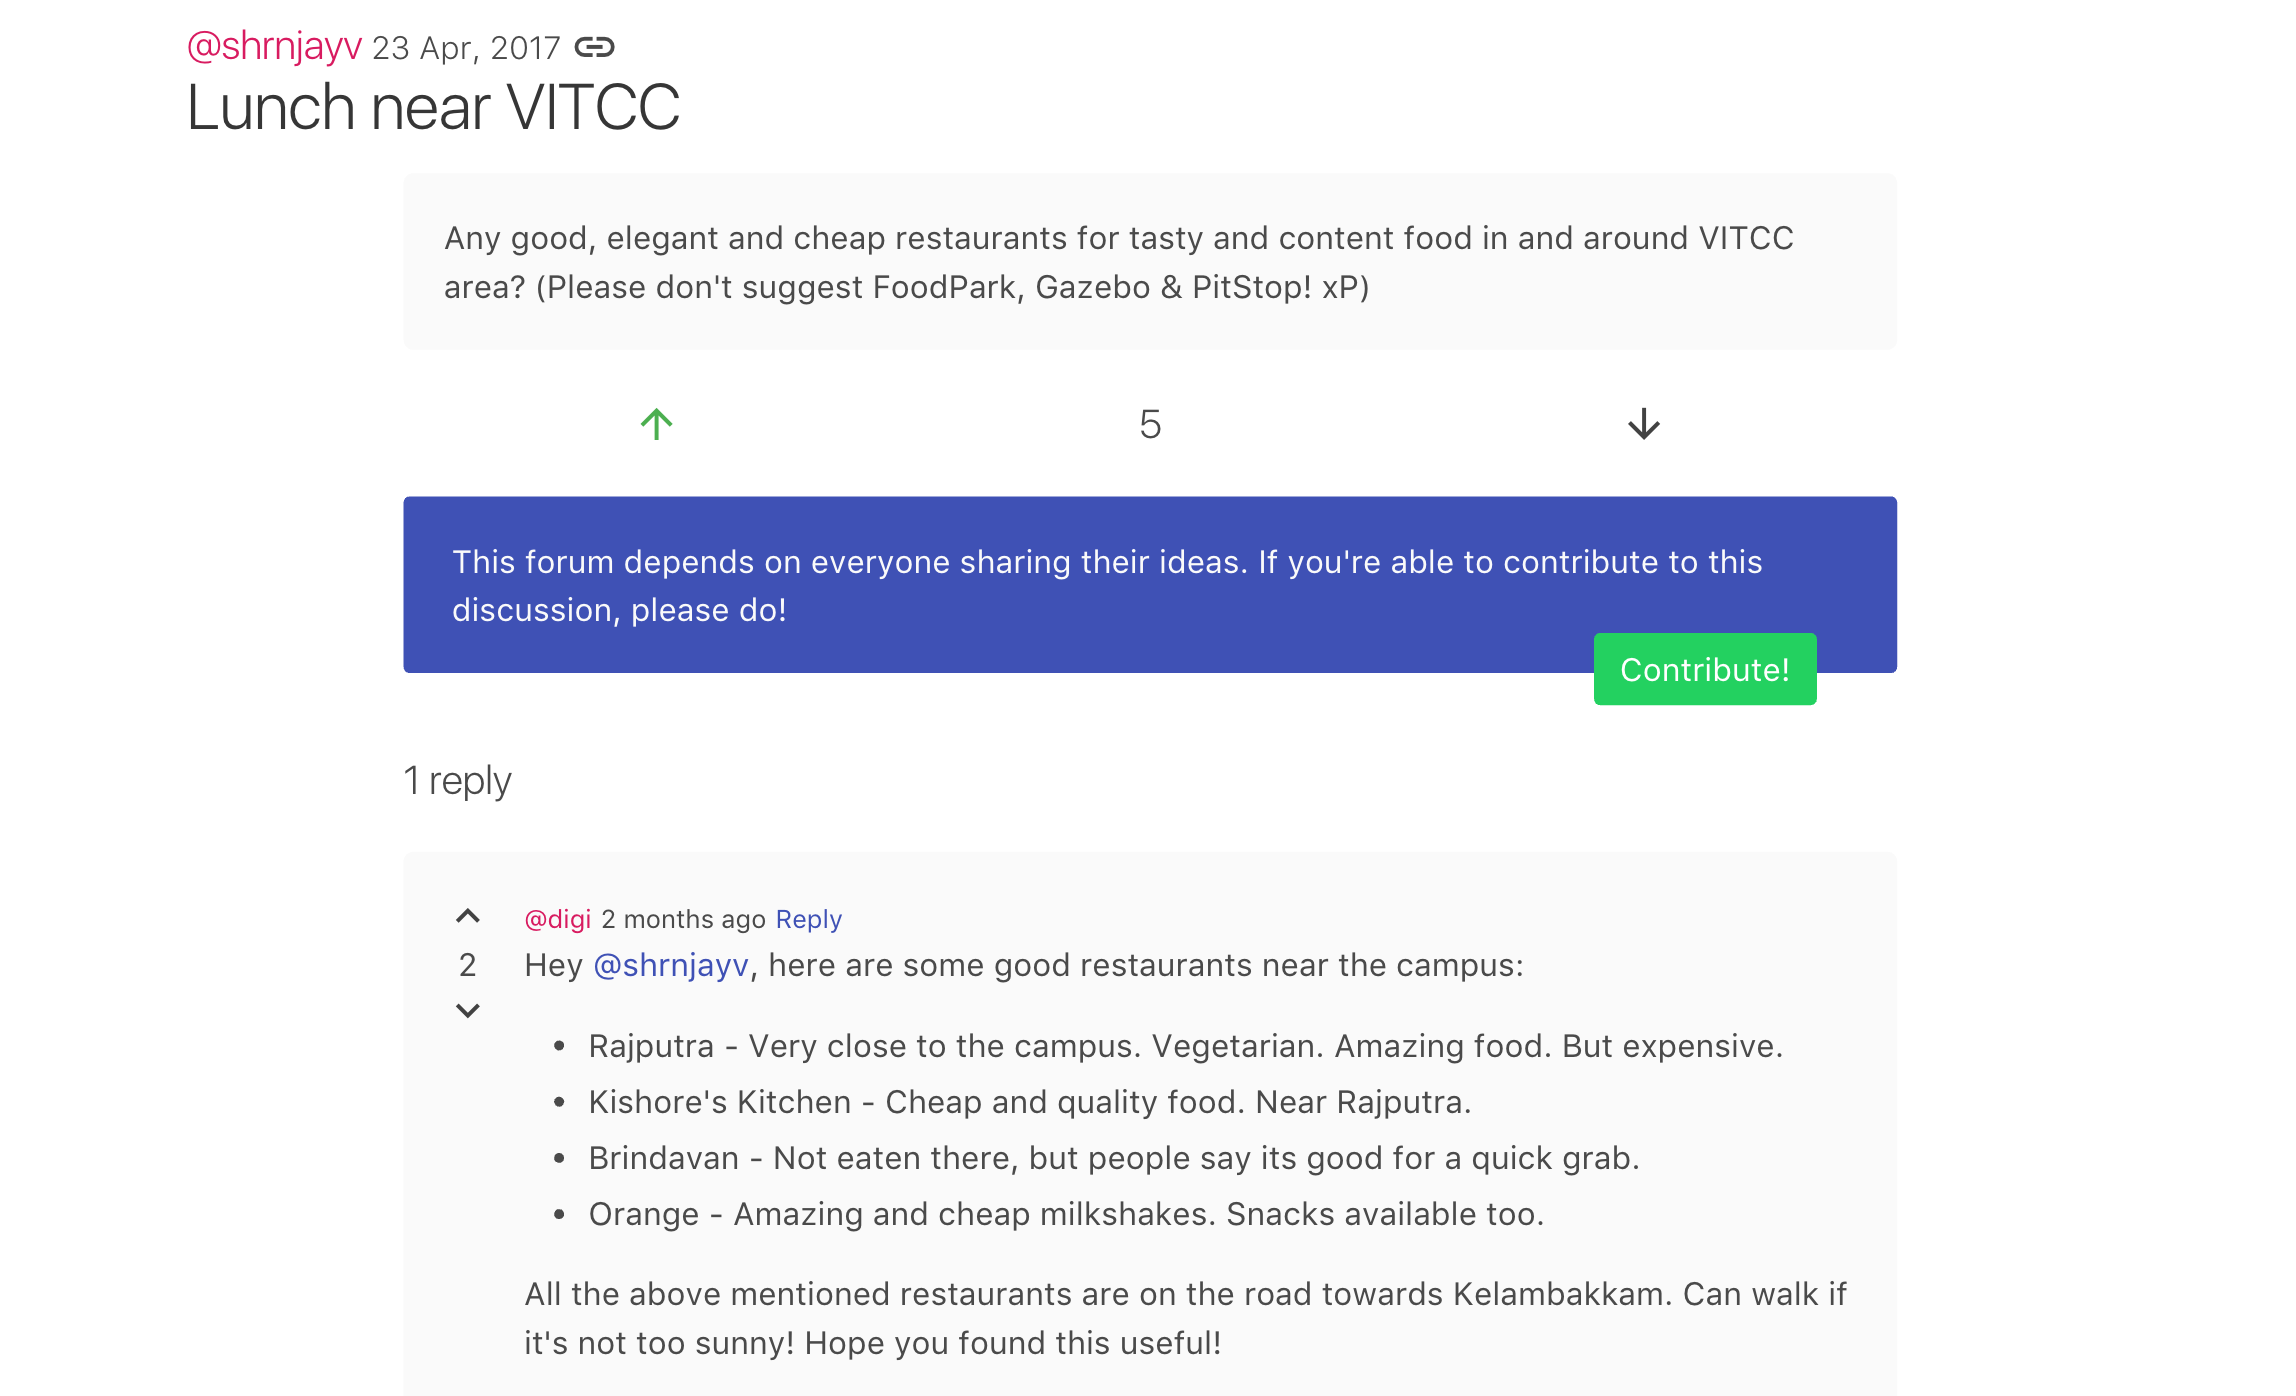 @shrnjayv 23 Apr, 2017
Lunch near VITCC
Any good, elegant and cheap restaurants for tasty and content food in and around VITCC
area? (Please don't suggest FoodPark, Gazebo & PitStop! xP)
5
This forum depends on everyone sharing their ideas. If you're able to contribute to this
discussion, please do!
Contribute!
1 reply
@digi 2 months ago Reply
2
Hey @shrnjayv, here are some good restaurants near the campus:
• Rajputra - Very close to the campus. Vegetarian. Amazing food. But expensive.
• Kishore's Kitchen - Cheap and quality food. Near Rajputra.
• Brindavan - Not eaten there, but people say its good for a quick grab.
• Orange - Amazing and cheap milkshakes. Snacks available too.
All the above mentioned restaurants are on the road towards Kelambakkam. Can walk if
it's not too sunny! Hope you found this useful!